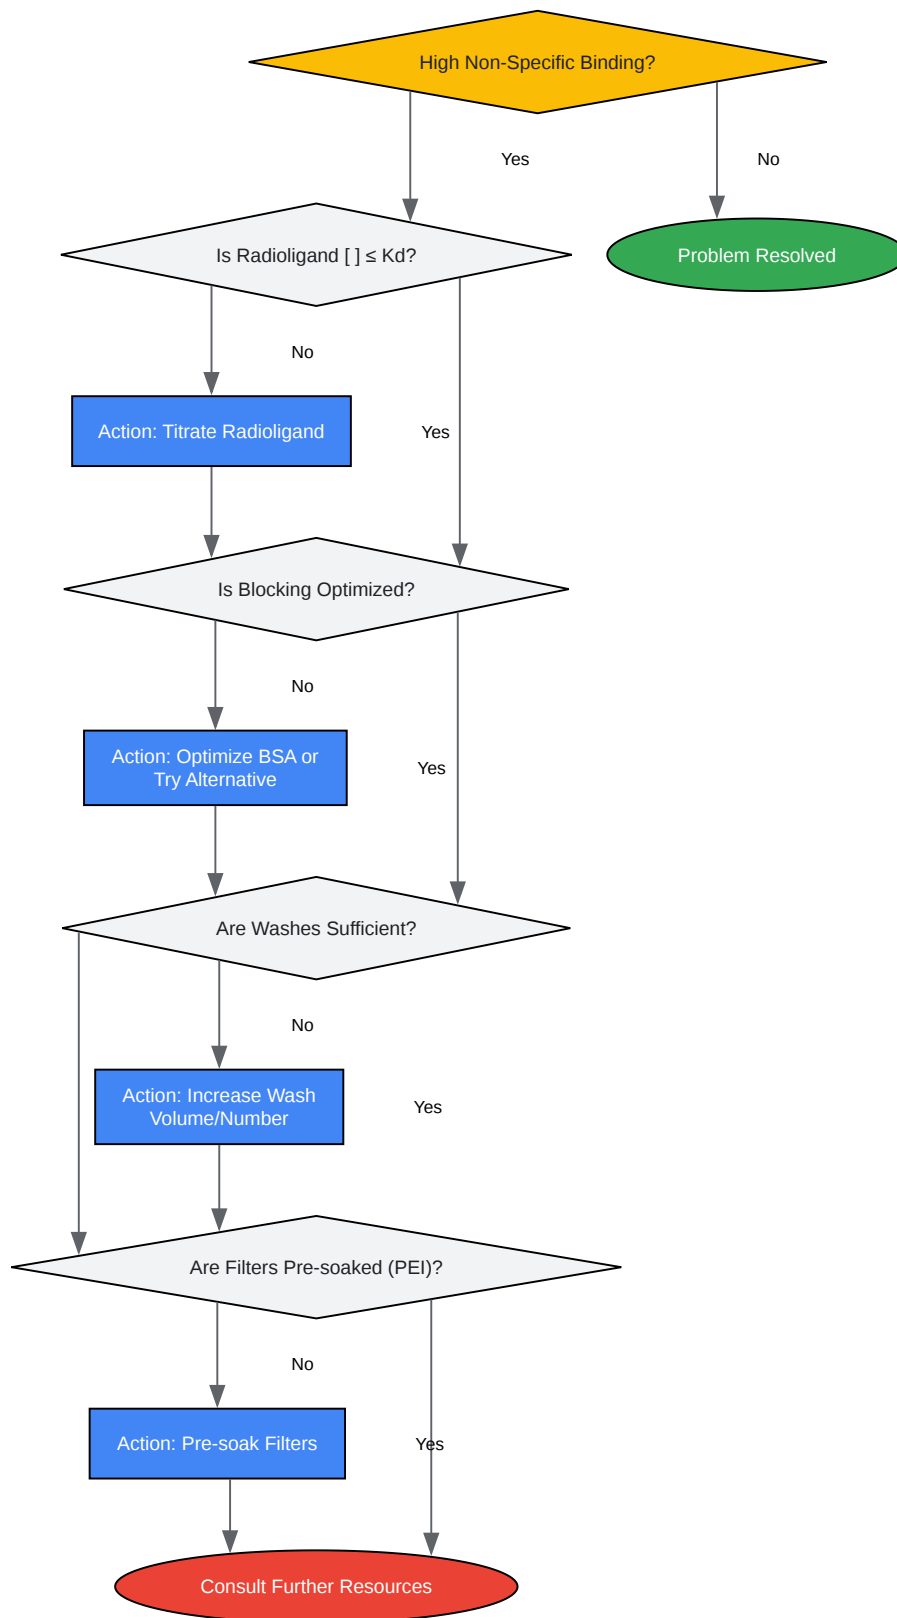 High Non-Specific Binding?
Yes
No
Is Radioligand [ ] ≤ Kd?
Problem Resolved
No
Action: Titrate Radioligand
Yes
Is Blocking Optimized?
No
Action: Optimize BSA or
Try Alternative
Yes
Are Washes Sufficient?
No
Action: Increase Wash
Volume/Number
Yes
Are Filters Pre-soaked (PEI)?
No
Action: Pre-soak Filters
Yes
Consult Further Resources